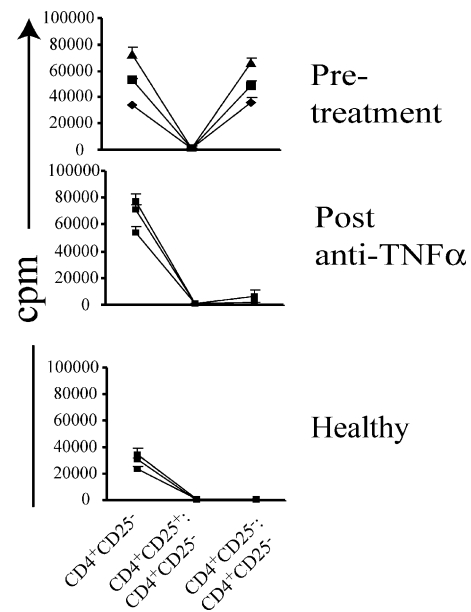 100000
80000
60000
40000
20000
0
Pre-
treatment
100000
80000
60000
40000
20000
0
Post
anti-TNFα
cpm
100000
80000
60000
40000
20000
0
Healthy
CD4⁺CD25⁻
CD4⁺CD25⁺:
CD4⁺CD25⁻
CD4⁺CD25⁻:
CD4⁺CD25⁻